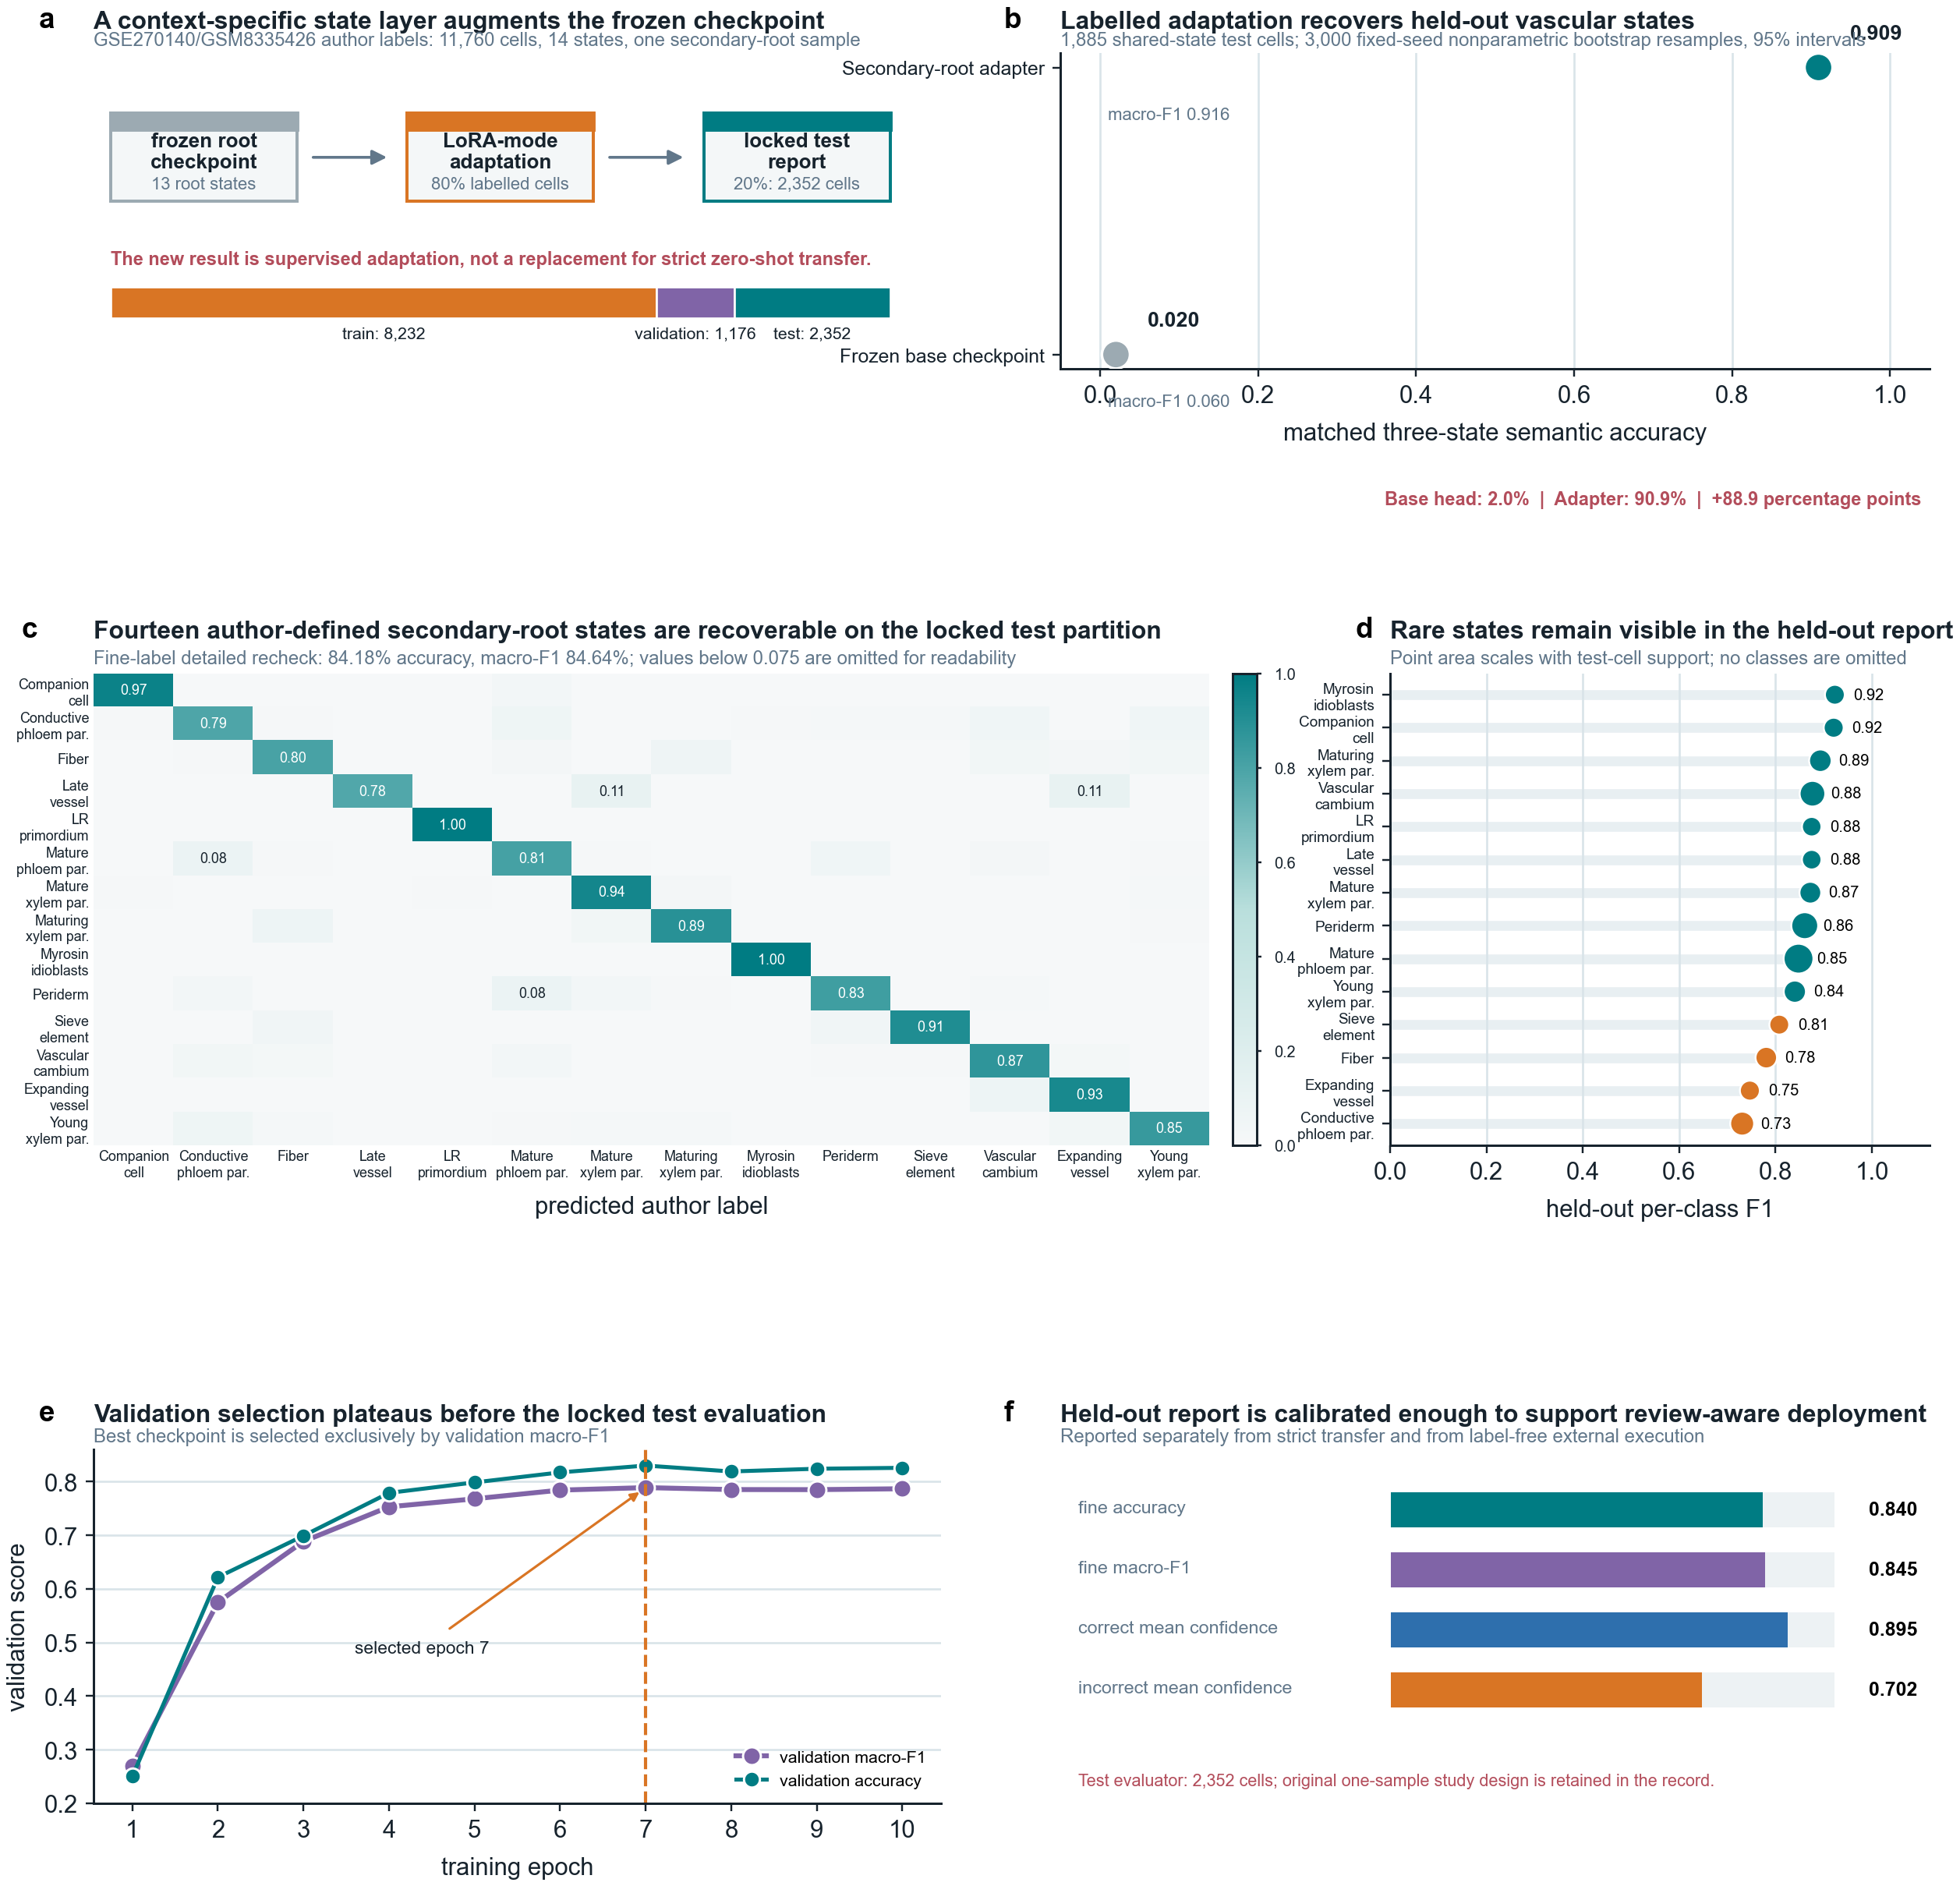 a
A context-specific state layer augments the frozen checkpoint
GSE270140/GSM8335426 author labels: 11,760 cells, 14 states, one secondary-root sample
frozen root
checkpoint
13 root states
LoRA-mode
adaptation
80% labelled cells
locked test
report
20%: 2,352 cells
The new result is supervised adaptation, not a replacement for strict zero-shot transfer.
train: 8,232
validation: 1,176
test: 2,352
b
Labelled adaptation recovers held-out vascular states
1,885 shared-state test cells; 3,000 fixed-seed nonparametric bootstrap resamples, 95% intervals
0.909
Secondary-root adapter
macro-F1 0.916
0.020
Frozen base checkpoint
macro-F1 0.060
0.0
0.2
0.4
0.6
0.8
1.0
matched three-state semantic accuracy
Base head: 2.0% | Adapter: 90.9% | +88.9 percentage points
c
Fourteen author-defined secondary-root states are recoverable on the locked test partition
Fine-label detailed recheck: 84.18% accuracy, macro-F1 84.64%; values below 0.075 are omitted for readability
Companion
cell
0.97
Conductive
phloem par.
0.79
Fiber
0.80
Late
vessel
0.78
0.11
0.11
LR
primordium
1.00
Mature
phloem par.
0.08
0.81
Mature
xylem par.
0.94
Maturing
xylem par.
0.89
Myrosin
idioblasts
1.00
Periderm
0.08
0.83
Sieve
element
0.91
Vascular
cambium
0.87
Expanding
vessel
0.93
Young
xylem par.
0.85
Companion
cell
Conductive
phloem par.
Fiber
Late
vessel
LR
primordium
Mature
phloem par.
Mature
xylem par.
Maturing
xylem par.
Myrosin
idioblasts
Periderm
Sieve
element
Vascular
cambium
Expanding
vessel
Young
xylem par.
predicted author label
1.0
0.8
0.6
0.4
0.2
0.0
d
Rare states remain visible in the held-out report
Point area scales with test-cell support; no classes are omitted
Myrosin
idioblasts
0.92
Companion
cell
0.92
Maturing
xylem par.
0.89
Vascular
cambium
0.88
LR
primordium
0.88
Late
vessel
0.88
Mature
xylem par.
0.87
Periderm
0.86
Mature
phloem par.
0.85
Young
xylem par.
0.84
Sieve
element
0.81
Fiber
0.78
Expanding
vessel
0.75
Conductive
phloem par.
0.73
0.0
0.2
0.4
0.6
0.8
1.0
held-out per-class F1
e
Validation selection plateaus before the locked test evaluation
Best checkpoint is selected exclusively by validation macro-F1
validation score
0.8
0.7
0.6
0.5
0.4
0.3
0.2
selected epoch 7
validation macro-F1
validation accuracy
1
2
3
4
5
6
7
8
9
10
training epoch
f
Held-out report is calibrated enough to support review-aware deployment
Reported separately from strict transfer and from label-free external execution
fine accuracy
0.840
fine macro-F1
0.845
correct mean confidence
0.895
incorrect mean confidence
0.702
Test evaluator: 2,352 cells; original one-sample study design is retained in the record.